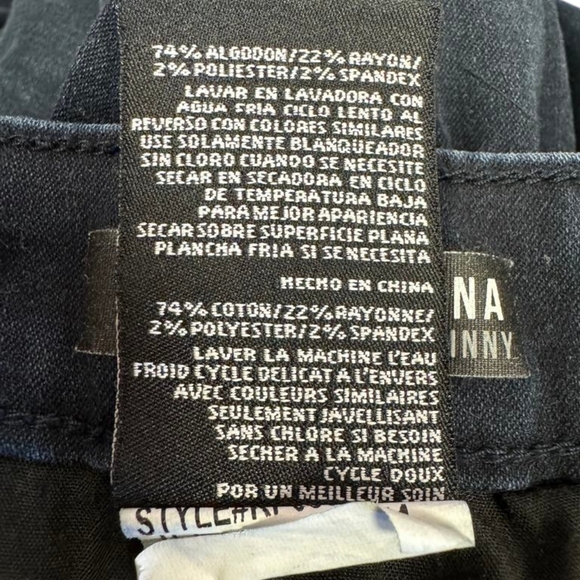 74% ALGODON/22% RAYON/
2% POLIESTER/2% SPANDEX
LAVAR EN LAVADORA CON
AGUA FRIA CICLO LENTO AL
REVERSO CON COLORES SIMILARES
USE SOLAMENTE BLANQUEADOR
SIN CLORO CUANDO SE NECESITE
SECAR EN SECADORA EN CICLO
DE TEMPERATURA BAJA
PARA MEJOR APARIENCIA
SECAR SOBRE SUPERFICIE PLANA
PLANCHA FRIA SI SE NECESITA
HECHO EN CHINA
74% COTON/22% RAYONNE/
2% POLYESTER/2% SPANDEX
LAVER LA MACHINE L'EAU
FROID CYCLE DELICAT A L'ENVERS
AVEC COULEURS SIMILAIRES
SEULEMENT JAVELLISANT
SANS CHLORE SI BESOIN
SECHER A LA MACHINE
CYCLE DOUX
POR UN MEILLEUR SOIN
NA
INNY